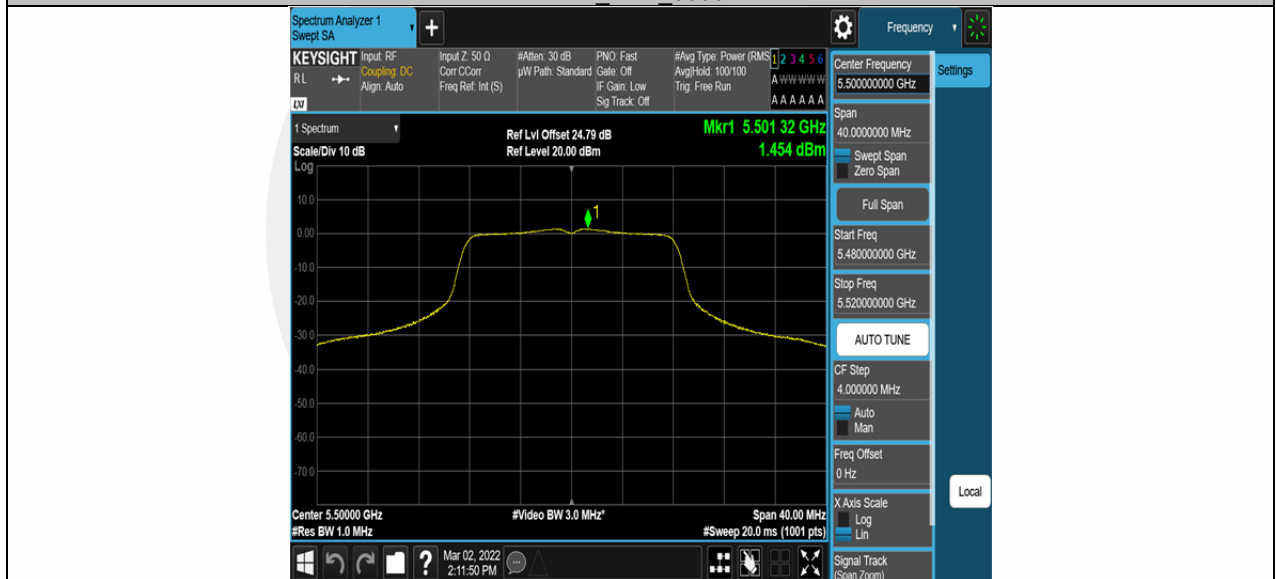 Spectrum Analyzer 1
Swept SA
+
Frequency
KEYSIGHT
RL
LXI
Input: RF
Coupling: DC
Align: Auto
Input Z: 50 Ω
Corr CCorr
Freq Ref: Int (S)
#Atten: 30 dB
µW Path: Standard
PNO: Fast
Gate: Off
IF Gain: Low
Sig Track: Off
#Avg Type: Power (RMS
Avg|Hold: 100/100
Trig: Free Run
1 2 3 4 5 6
A W W W W W
A A A A A A
1 Spectrum
Scale/Div 10 dB
Log
Ref Lvl Offset 24.79 dB
Ref Level 20.00 dBm
Mkr1 5.501 32 GHz
1.454 dBm
1
10.0
0.00
-10.0
-20.0
-30.0
-40.0
-50.0
-60.0
-70.0
Center 5.50000 GHz
#Res BW 1.0 MHz
#Video BW 3.0 MHz*
Span 40.00 MHz
#Sweep 20.0 ms (1001 pts)
?
Mar 02, 2022
2:11:50 PM
Center Frequency
5.500000000 GHz
Settings
Span
40.0000000 MHz
Swept Span
Zero Span
Full Span
Start Freq
5.480000000 GHz
Stop Freq
5.520000000 GHz
AUTO TUNE
CF Step
4.000000 MHz
Auto
Man
Freq Offset
0 Hz
X Axis Scale
Log
Lin
Local
Signal Track
(Span Zoom)